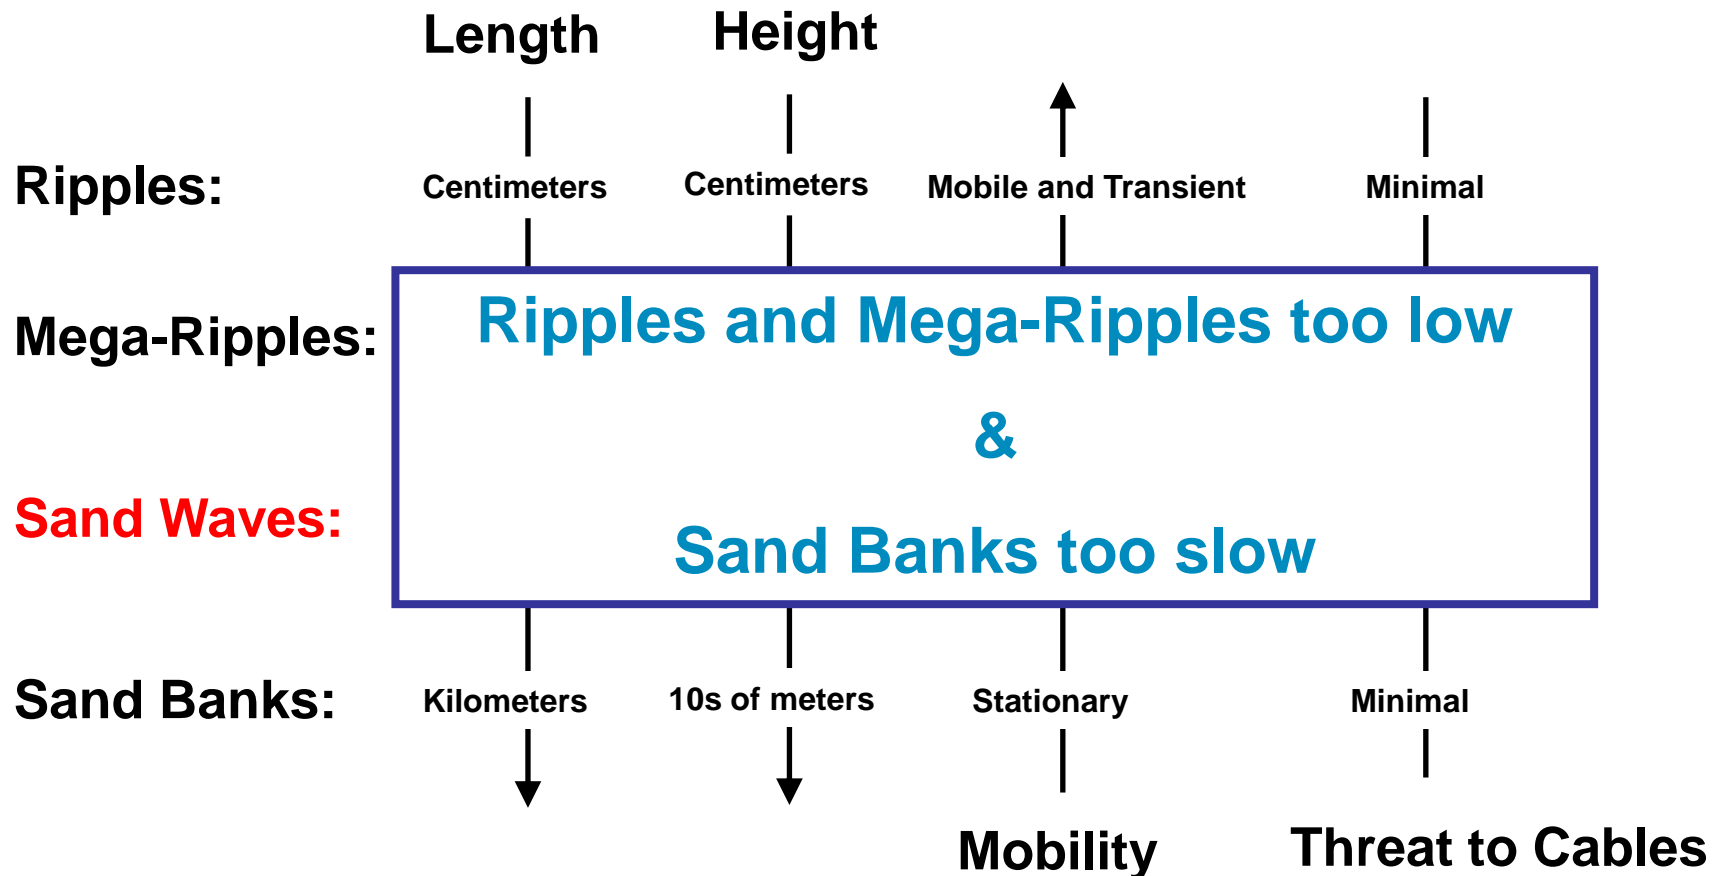 Length Height
Ripples: Centimeters Centimeters Mobile and Transient Minimal
Mega-Ripples: Ripples and Mega-Ripples too low
&
Sand Waves: Sand Banks too slow
Sand Banks: Kilometers 10s of meters Stationary Minimal
Mobility Threat to Cables